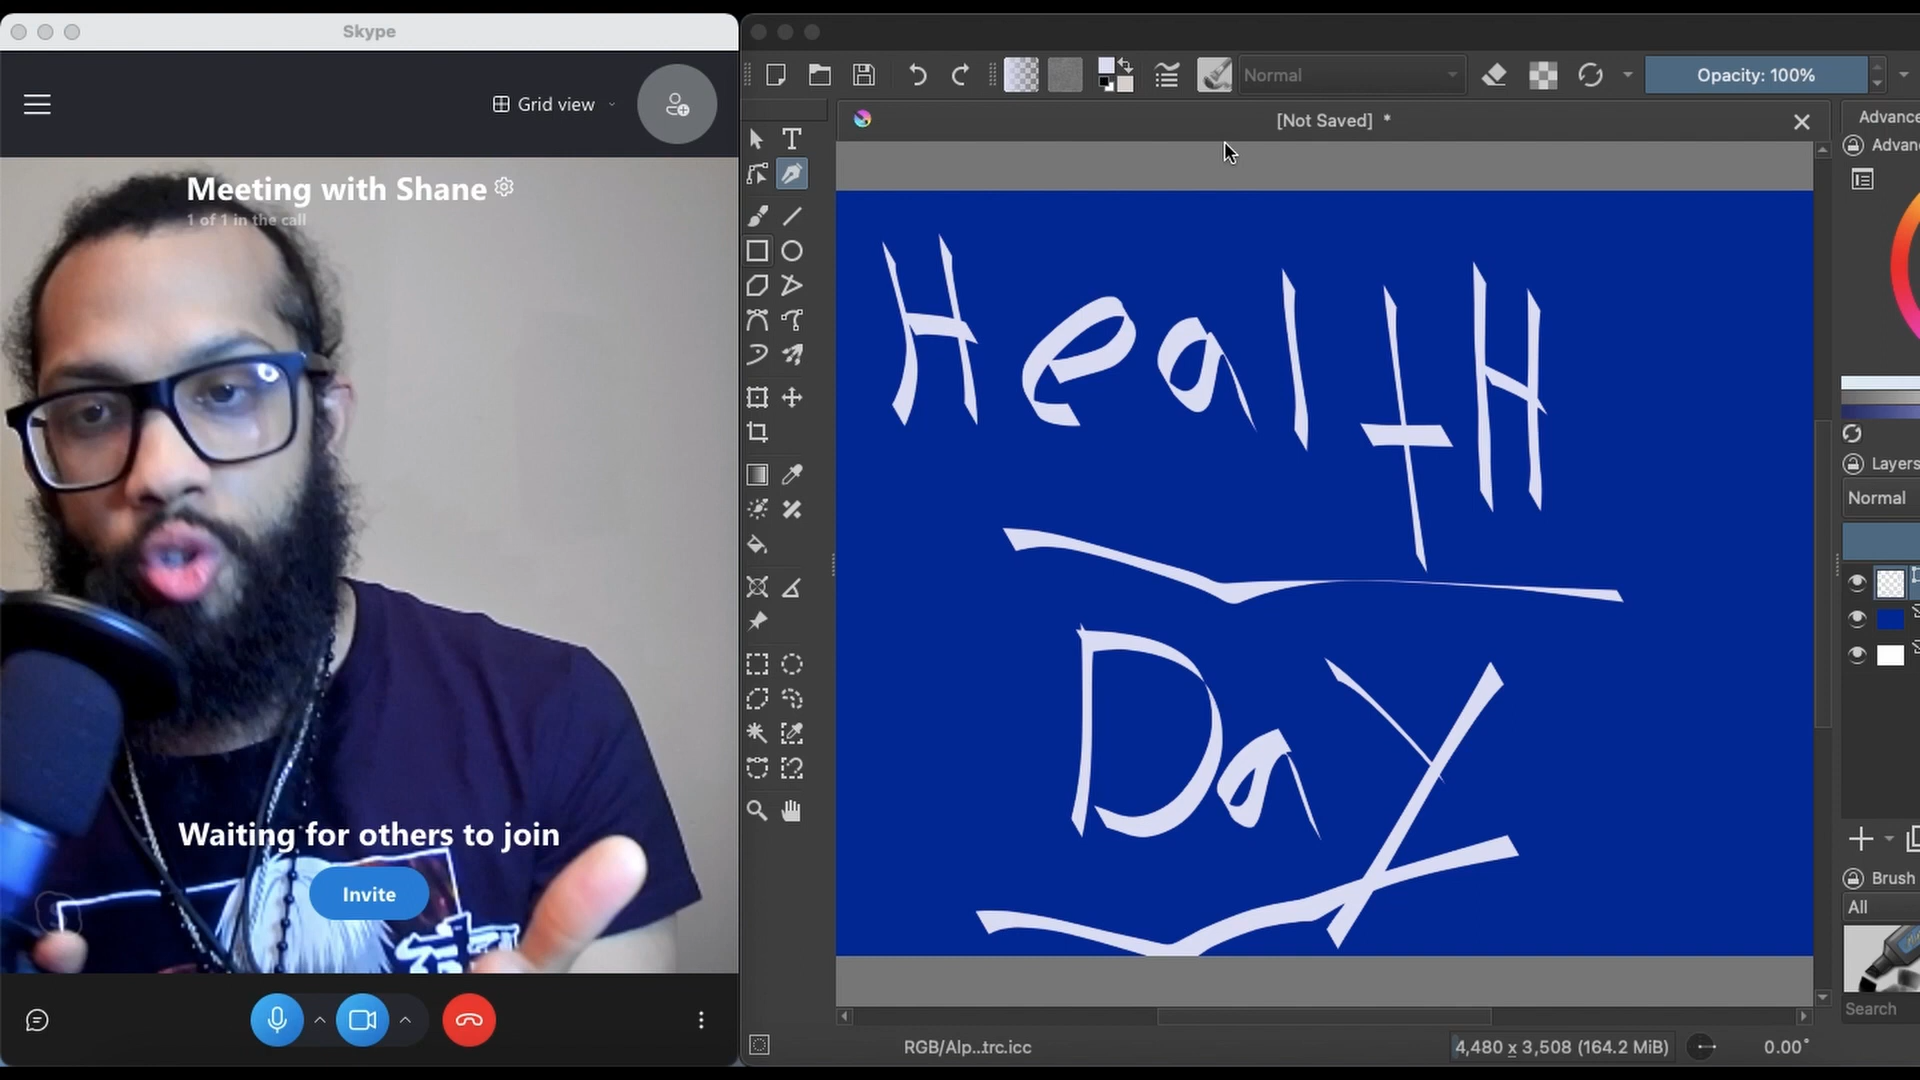 Skype
Grid view
Meeting with Shane
1 of 1 in the call
Waiting for others to join
Invite
Normal
Opacity: 100%
[Not Saved] *
HealtH
Day
RGB/Alp...trc.icc
4,480 x 3,508 (164.2 MiB)
0.00°
Advance
Advan
Layers
Normal
Brush
All
Search